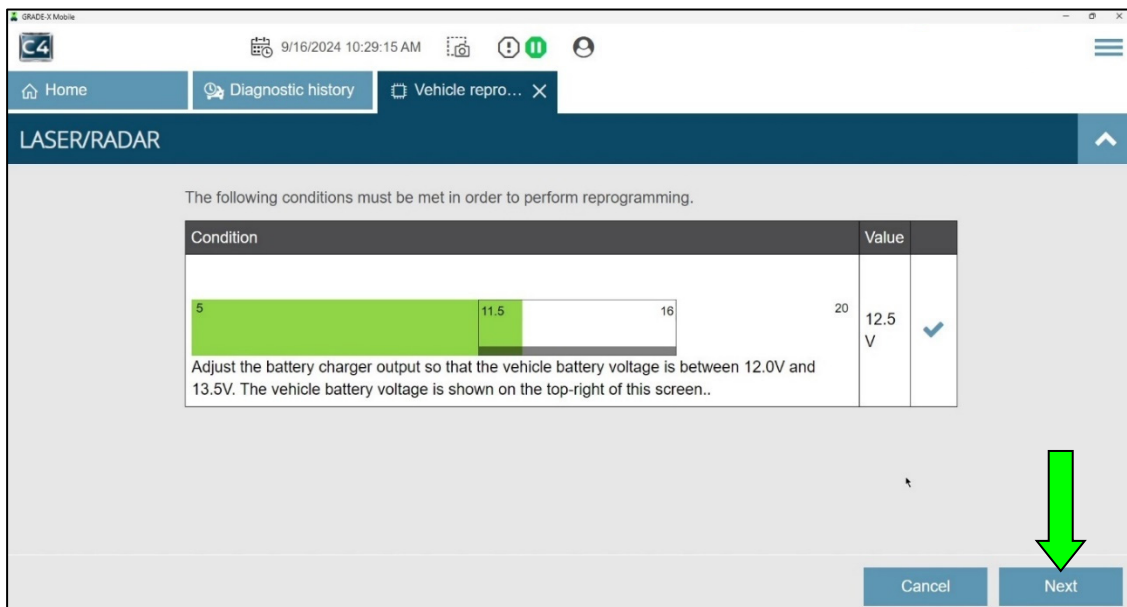 GRADE-X Mobile
C4
9/16/2024 10:29:15 AM
Home
Diagnostic history
Vehicle repro...
LASER/RADAR
The following conditions must be met in order to perform reprogramming.
Condition
Value
5
11.5
16
20
12.5
V
Adjust the battery charger output so that the vehicle battery voltage is between 12.0V and
13.5V. The vehicle battery voltage is shown on the top-right of this screen..
Cancel
Next